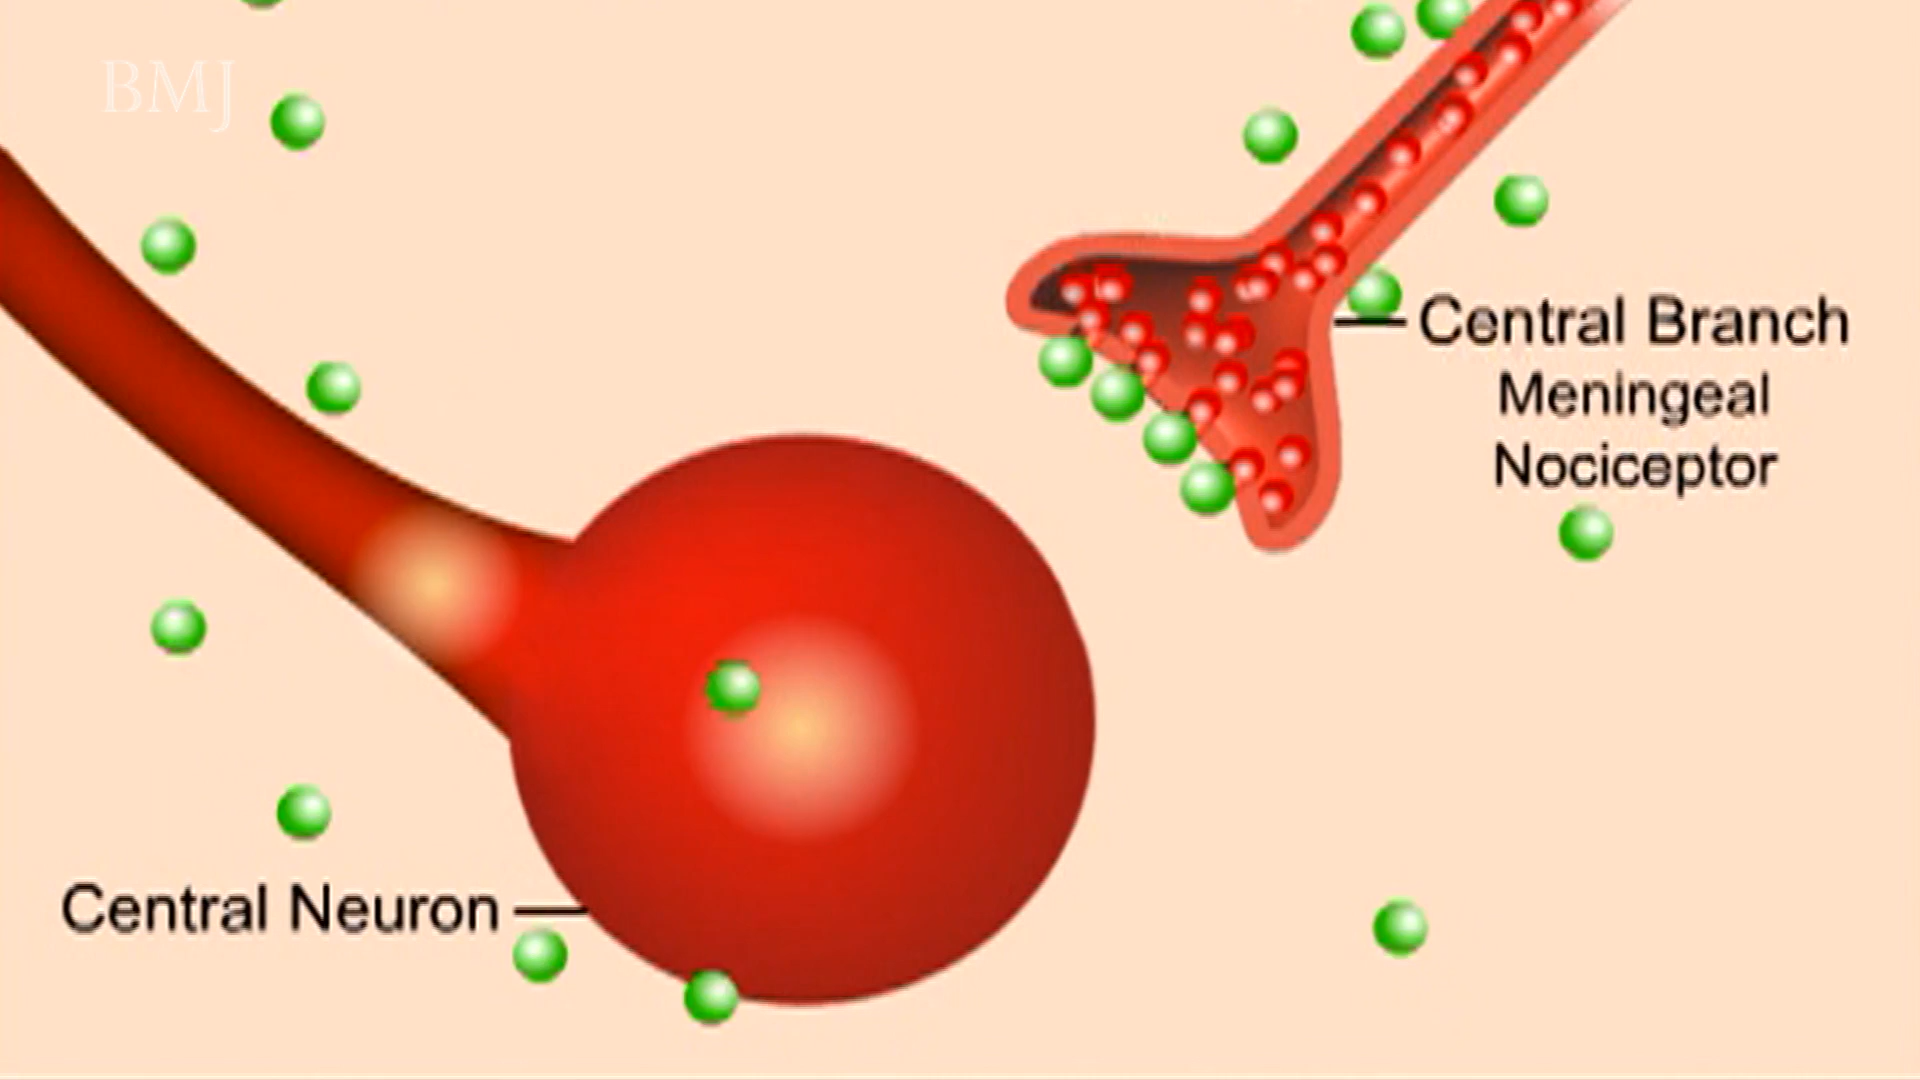 BMJ
Central Branch
Meningeal
Nociceptor
Central Neuron